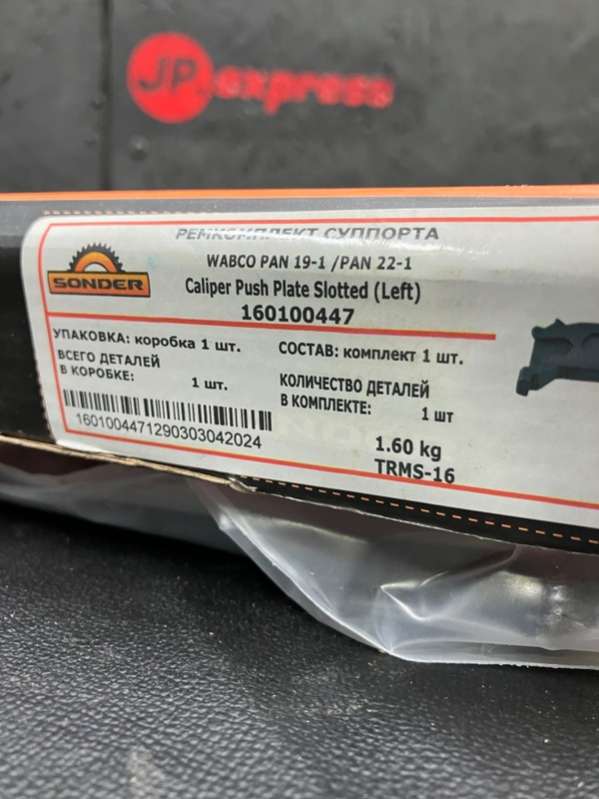 JP.express
РЕМКОМПЛЕКТ СУППОРТА
WABCO PAN 19-1 /PAN 22-1
SONDER
Caliper Push Plate Slotted (Left)
160100447
УПАКОВКА: коробка 1 шт.
ВСЕГО ДЕТАЛЕЙ
В КОРОБКЕ: 1 шт.
СОСТАВ: комплект 1 шт.
КОЛИЧЕСТВО ДЕТАЛЕЙ
В КОМПЛЕКТЕ: 1 шт
1601004471290303042024
1.60 kg
TRMS-16